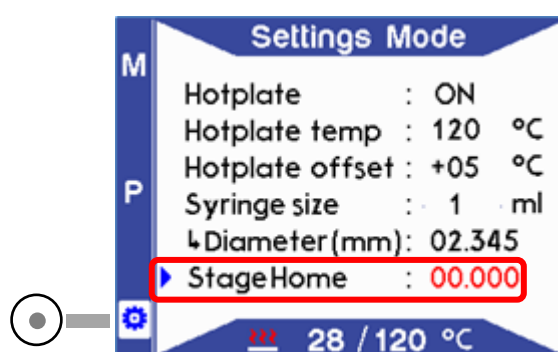 Settings Mode
M
Hotplate : ON
Hotplate temp : 120 °C
Hotplate offset : +05 °C
P
Syringe size : 1 ml
↳Diameter(mm): 02.345
StageHome : 00.000
28 / 120 °C